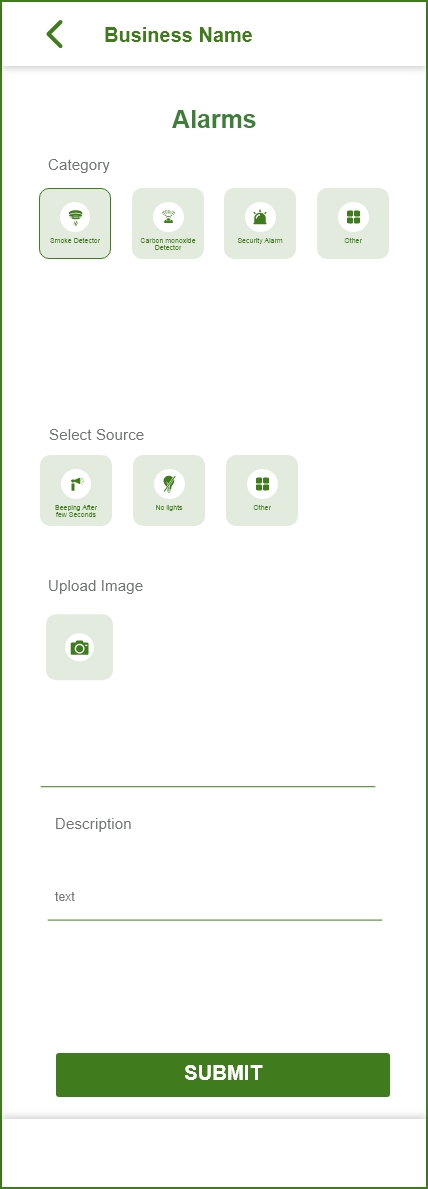 Business Name
Alarms
Category
Smoke Detector
Carbon monoxide
Detector
Security Alarm
Other
Select Source
Beeping After
few Seconds
No lights
Other
Upload Image
Description
text
SUBMIT